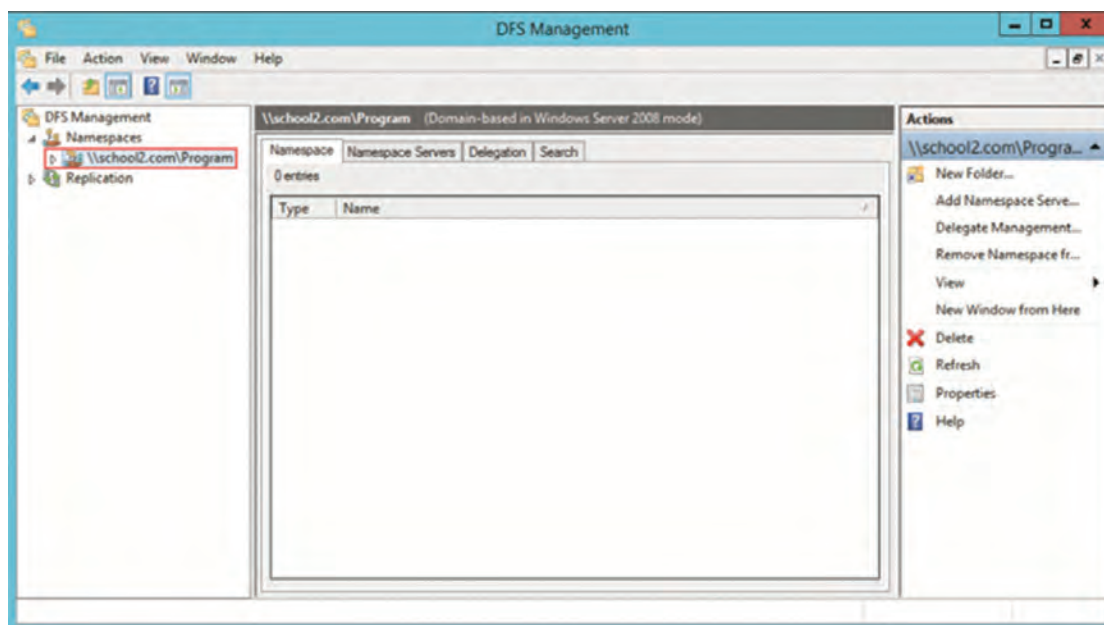 DFS Management
File Action View Window Help
DFS Management
Namespaces
\\school2.com\Program
Replication
\\school2.com\Program (Domain-based in Windows Server 2008 mode)
Namespace Namespace Servers Delegation Search
0 entries
Type Name
Actions
\\school2.com\Progra...
New Folder...
Add Namespace Serve...
Delegate Management...
Remove Namespace fr...
View
New Window from Here
Delete
Refresh
Properties
Help